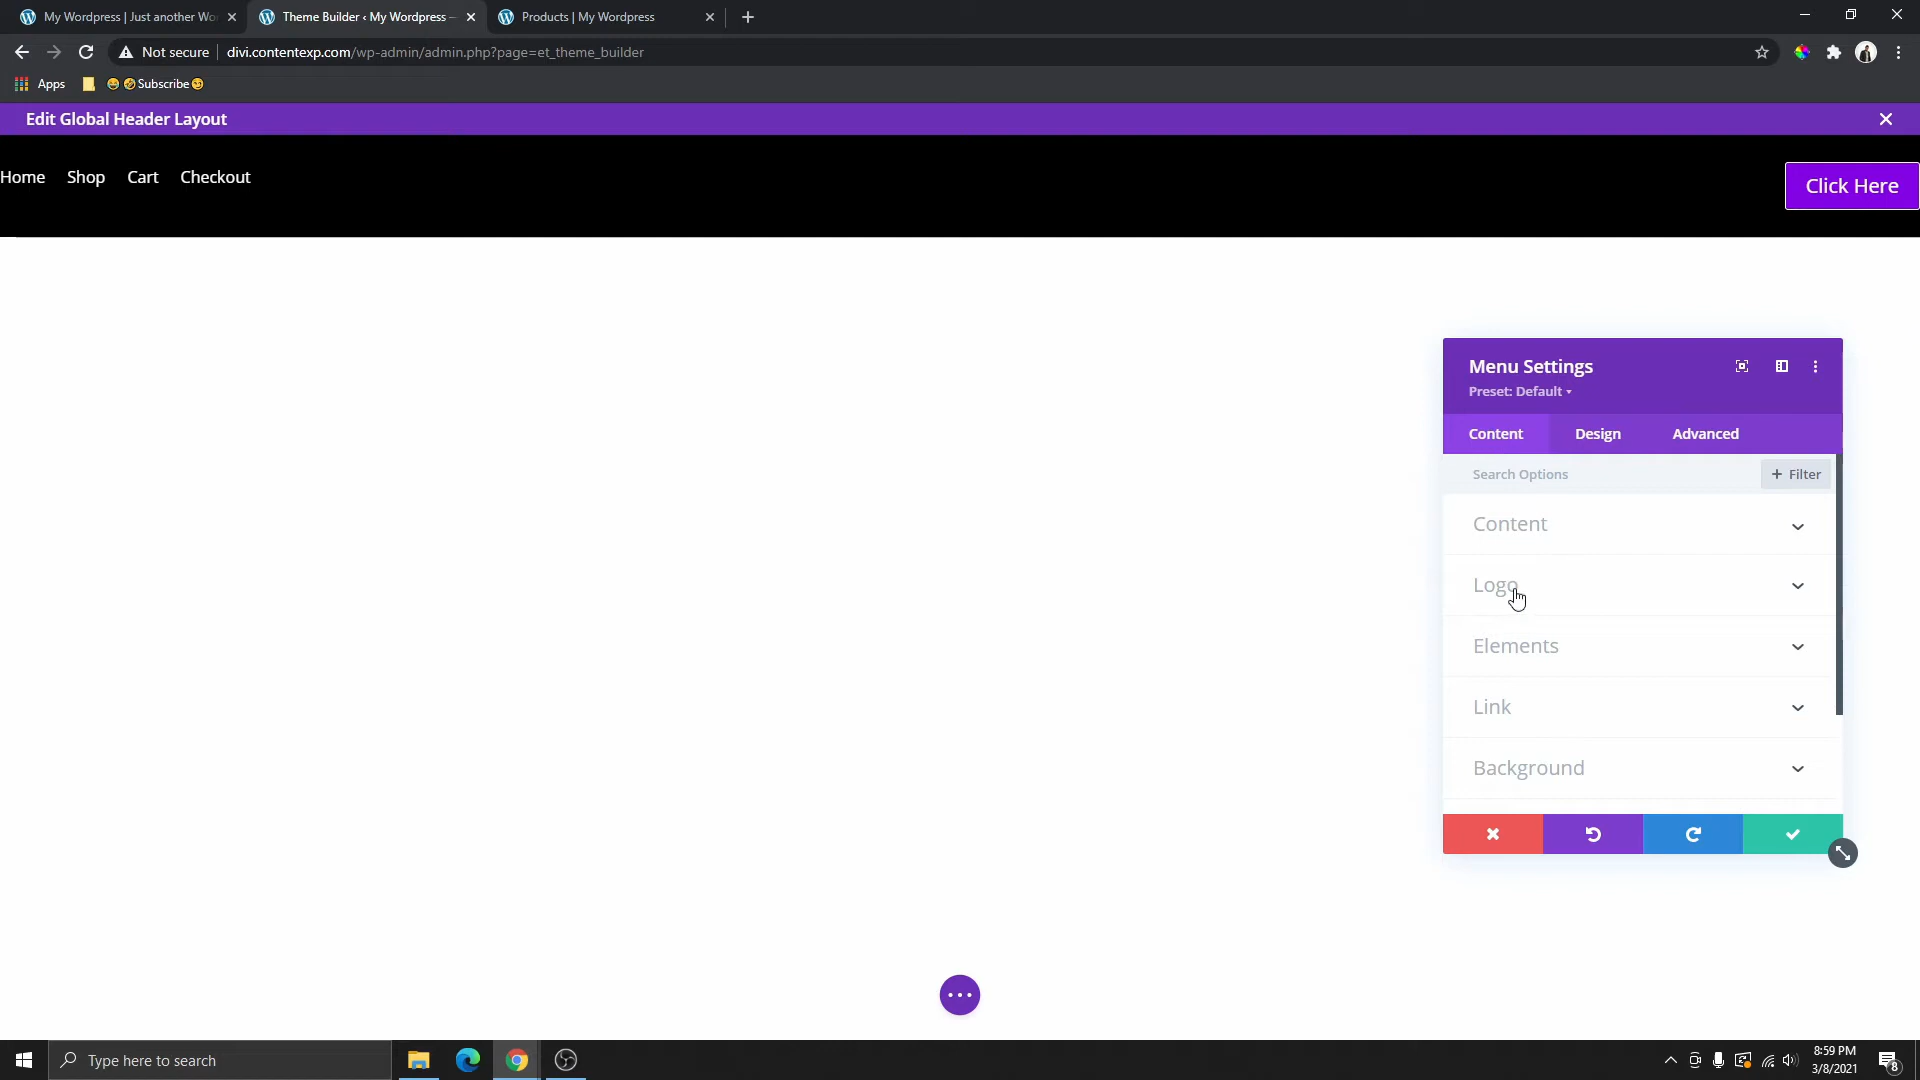 My Wordpress | Just another Wo
Theme Builder ‹ My Wordpress —
Products | My Wordpress
Not secure
divi.contentexp.com/wp-admin/admin.php?page=et_theme_builder
Apps
Subscribe
Edit Global Header Layout
Home
Shop
Cart
Checkout
Click Here
Menu Settings
Preset: Default
Content
Design
Advanced
Search Options
+ Filter
Content
Logo
Elements
Link
Background
Type here to search
8:59 PM
3/8/2021
8